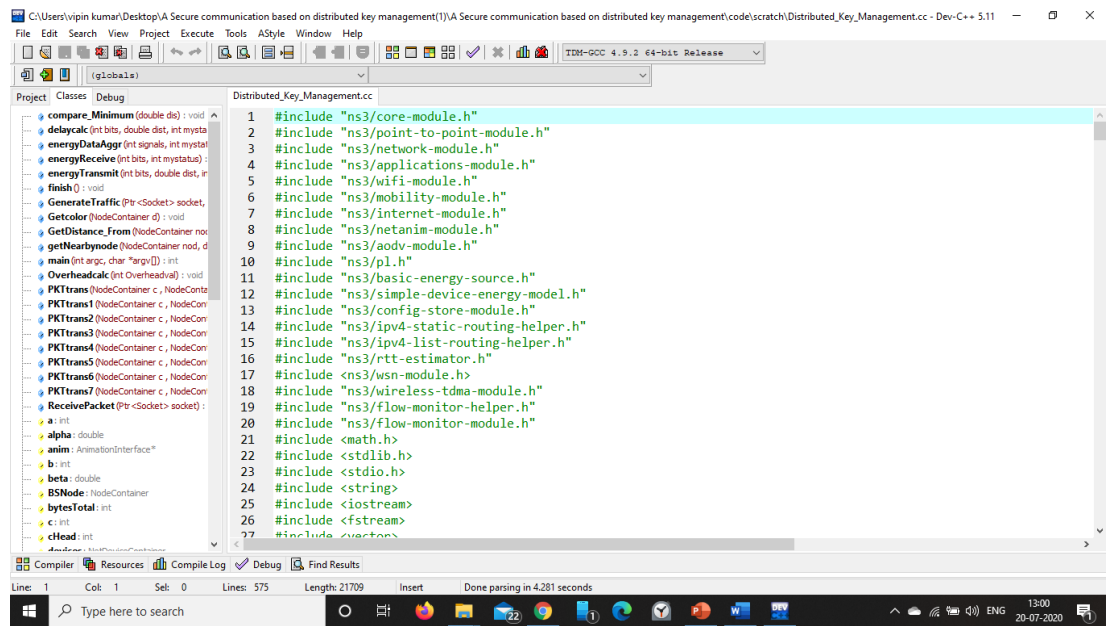 C:\Users\vipin kumar\Desktop\A Secure communication based on distributed key management(1)\A Secure communication based on distributed key management\code\scratch\Distributed_Key_Management.cc - Dev-C++ 5.11
File Edit Search View Project Execute Tools AStyle Window Help
TDM-GCC 4.9.2 64-bit Release
(globals)
Project Classes Debug
Distributed_Key_Management.cc
compare_Minimum (double dis) : void
delaycalc (int bits, double dist, int mysta
energyDataAggr (int signals, int mystat
energyReceive (int bits, int mystatus) :
energyTransmit (int bits, double dist, in
finish () : void
GenerateTraffic (Ptr<Socket> socket,
Getcolor (NodeContainer d) : void
GetDistance_From (NodeContainer nod
getNearbynode (NodeContainer nod, d
main (int argc, char *argv[]) : int
Overheadcalc (int Overheadval) : void
PKTtrans (NodeContainer c , NodeConta
PKTtrans1 (NodeContainer c , NodeCon
PKTtrans2 (NodeContainer c , NodeCon
PKTtrans3 (NodeContainer c , NodeCon
PKTtrans4 (NodeContainer c , NodeCon
PKTtrans5 (NodeContainer c , NodeCon
PKTtrans6 (NodeContainer c , NodeCon
PKTtrans7 (NodeContainer c , NodeCon
ReceivePacket (Ptr<Socket> socket) :
a : int
alpha : double
anim : AnimationInterface*
b : int
beta : double
BSNode : NodeContainer
bytesTotal : int
c : int
cHead : int
devices : NetDeviceContainer
1 #include "ns3/core-module.h"
2 #include "ns3/point-to-point-module.h"
3 #include "ns3/network-module.h"
4 #include "ns3/applications-module.h"
5 #include "ns3/wifi-module.h"
6 #include "ns3/mobility-module.h"
7 #include "ns3/internet-module.h"
8 #include "ns3/netanim-module.h"
9 #include "ns3/aodv-module.h"
10 #include "ns3/pl.h"
11 #include "ns3/basic-energy-source.h"
12 #include "ns3/simple-device-energy-model.h"
13 #include "ns3/config-store-module.h"
14 #include "ns3/ipv4-static-routing-helper.h"
15 #include "ns3/ipv4-list-routing-helper.h"
16 #include "ns3/rtt-estimator.h"
17 #include <ns3/wsn-module.h>
18 #include "ns3/wireless-tdma-module.h"
19 #include "ns3/flow-monitor-helper.h"
20 #include "ns3/flow-monitor-module.h"
21 #include <math.h>
22 #include <stdlib.h>
23 #include <stdio.h>
24 #include <string>
25 #include <iostream>
26 #include <fstream>
27 #include <vector>
Compiler Resources Compile Log Debug Find Results
Line: 1 Col: 1 Sel: 0 Lines: 575 Length: 21709 Insert Done parsing in 4.281 seconds
Type here to search
22
1
DEV
ENG
13:00
20-07-2020
1